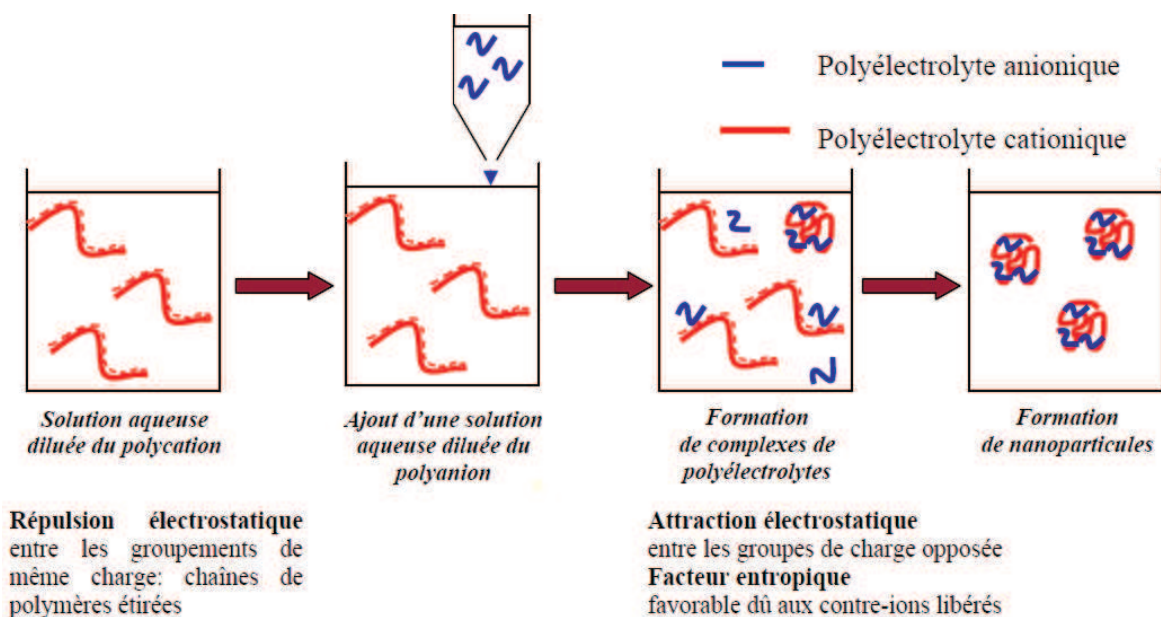 Polyélectrolyte anionique
Polyélectrolyte cationique
Solution aqueuse
diluée du polycation
Ajout d'une solution
aqueuse diluée du
polyanion
Formation
de complexes de
polyélectrolytes
Formation
de nanoparticules
Répulsion électrostatique
entre les groupements de
même charge: chaînes de
polymères étirées
Attraction électrostatique
entre les groupes de charge opposée
Facteur entropique
favorable dû aux contre-ions libérés